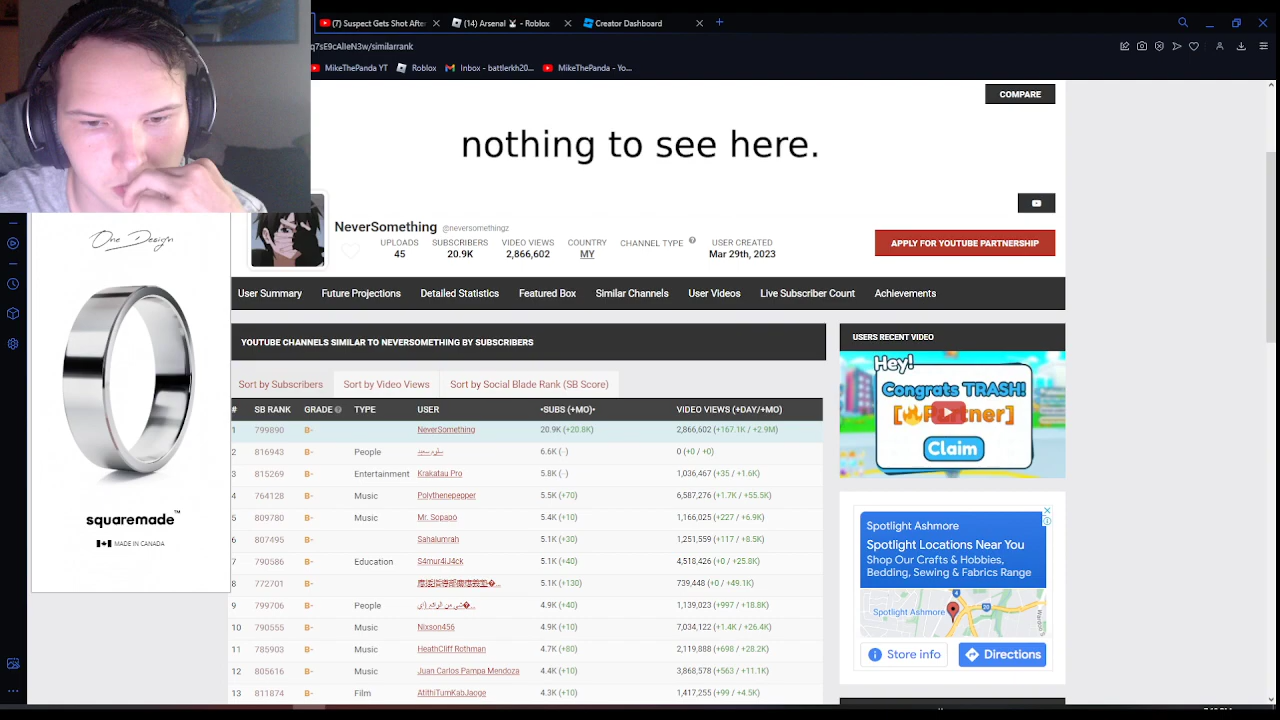 (7) Suspect Gets Shot After
(14) Arsenal - Roblox
Creator Dashboard
q7sE9cAlIeN3w/similarrank
MikeThePanda YT
Roblox
Inbox - battlerkh20...
MikeThePanda - Yo...
COMPARE
nothing to see here.
NeverSomething @neversomethingz
UPLOADS
45
SUBSCRIBERS
20.9K
VIDEO VIEWS
2,866,602
COUNTRY
MY
CHANNEL TYPE
USER CREATED
Mar 29th, 2023
APPLY FOR YOUTUBE PARTNERSHIP
User Summary
Future Projections
Detailed Statistics
Featured Box
Similar Channels
User Videos
Live Subscriber Count
Achievements
One Design
squaremade™
MADE IN CANADA
YOUTUBE CHANNELS SIMILAR TO NEVERSOMETHING BY SUBSCRIBERS
Sort by Subscribers
Sort by Video Views
Sort by Social Blade Rank (SB Score)
# SB RANK GRADE TYPE USER •SUBS (+MO)• VIDEO VIEWS (+DAY/+MO)
1 799890 B- NeverSomething 20.9K (+20.8K) 2,866,602 (+167.1K / +2.9M)
2 816943 B- People 6.6K (--) 0 (+0 / +0)
3 815269 B- Entertainment Krakatau Pro 5.8K (--) 1,036,467 (+35 / +1.6K)
4 764128 B- Music Polythenepepper 5.5K (+70) 6,587,276 (+1.7K / +55.5K)
5 809780 B- Music Mr. Sopapo 5.4K (+10) 1,166,025 (+227 / +6.9K)
6 807495 B- Sahalumrah 5.1K (+30) 1,251,559 (+117 / +8.5K)
7 790586 B- Education S4mur4iJ4ck 5.1K (+40) 4,518,426 (+0 / +25.8K)
8 772701 B- 5.1K (+130) 739,448 (+0 / +49.1K)
9 799706 B- People 4.9K (+40) 1,139,023 (+997 / +18.8K)
10 790555 B- Music Nixson456 4.9K (+10) 7,034,122 (+1.4K / +26.4K)
11 785903 B- Music HeathCliff Rothman 4.7K (+80) 2,119,888 (+698 / +28.2K)
12 805616 B- Music Juan Carlos Pampa Mendoza 4.4K (+10) 3,868,578 (+563 / +11.1K)
13 811874 B- Film AtithiTumKabJaoge 4.3K (+10) 1,417,255 (+99 / +4.5K)
USERS RECENT VIDEO
Hey!
Congrats TRASH!
[Partner]
Claim
Spotlight Ashmore
Spotlight Locations Near You
Shop Our Crafts & Hobbies,
Bedding, Sewing & Fabrics Range
Spotlight Ashmore
Store info
Directions